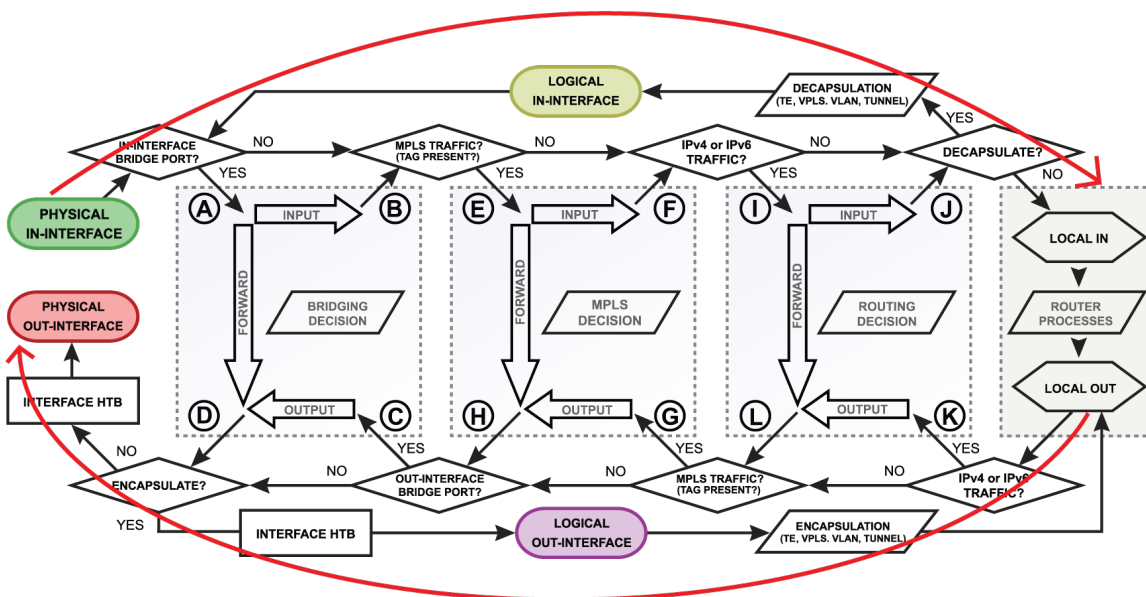 LOGICAL
IN-INTERFACE
DECAPSULATION
(TE, VPLS. VLAN, TUNNEL)
YES
IN-INTERFACE
BRIDGE PORT?
NO
MPLS TRAFFIC?
(TAG PRESENT?)
NO
IPv4 or IPv6
TRAFFIC?
NO
DECAPSULATE?
YES
YES
YES
NO
PHYSICAL
IN-INTERFACE
A
INPUT
B
E
INPUT
F
I
INPUT
J
LOCAL IN
FORWARD
BRIDGING
DECISION
FORWARD
MPLS
DECISION
FORWARD
ROUTING
DECISION
ROUTER
PROCESSES
PHYSICAL
OUT-INTERFACE
INTERFACE HTB
D
OUTPUT
C
H
OUTPUT
G
L
OUTPUT
K
LOCAL OUT
NO
YES
YES
YES
ENCAPSULATE?
NO
OUT-INTERFACE
BRIDGE PORT?
NO
MPLS TRAFFIC?
(TAG PRESENT?)
NO
IPv4 or IPv6
TRAFFIC?
YES
INTERFACE HTB
LOGICAL
OUT-INTERFACE
ENCAPSULATION
(TE, VPLS. VLAN, TUNNEL)